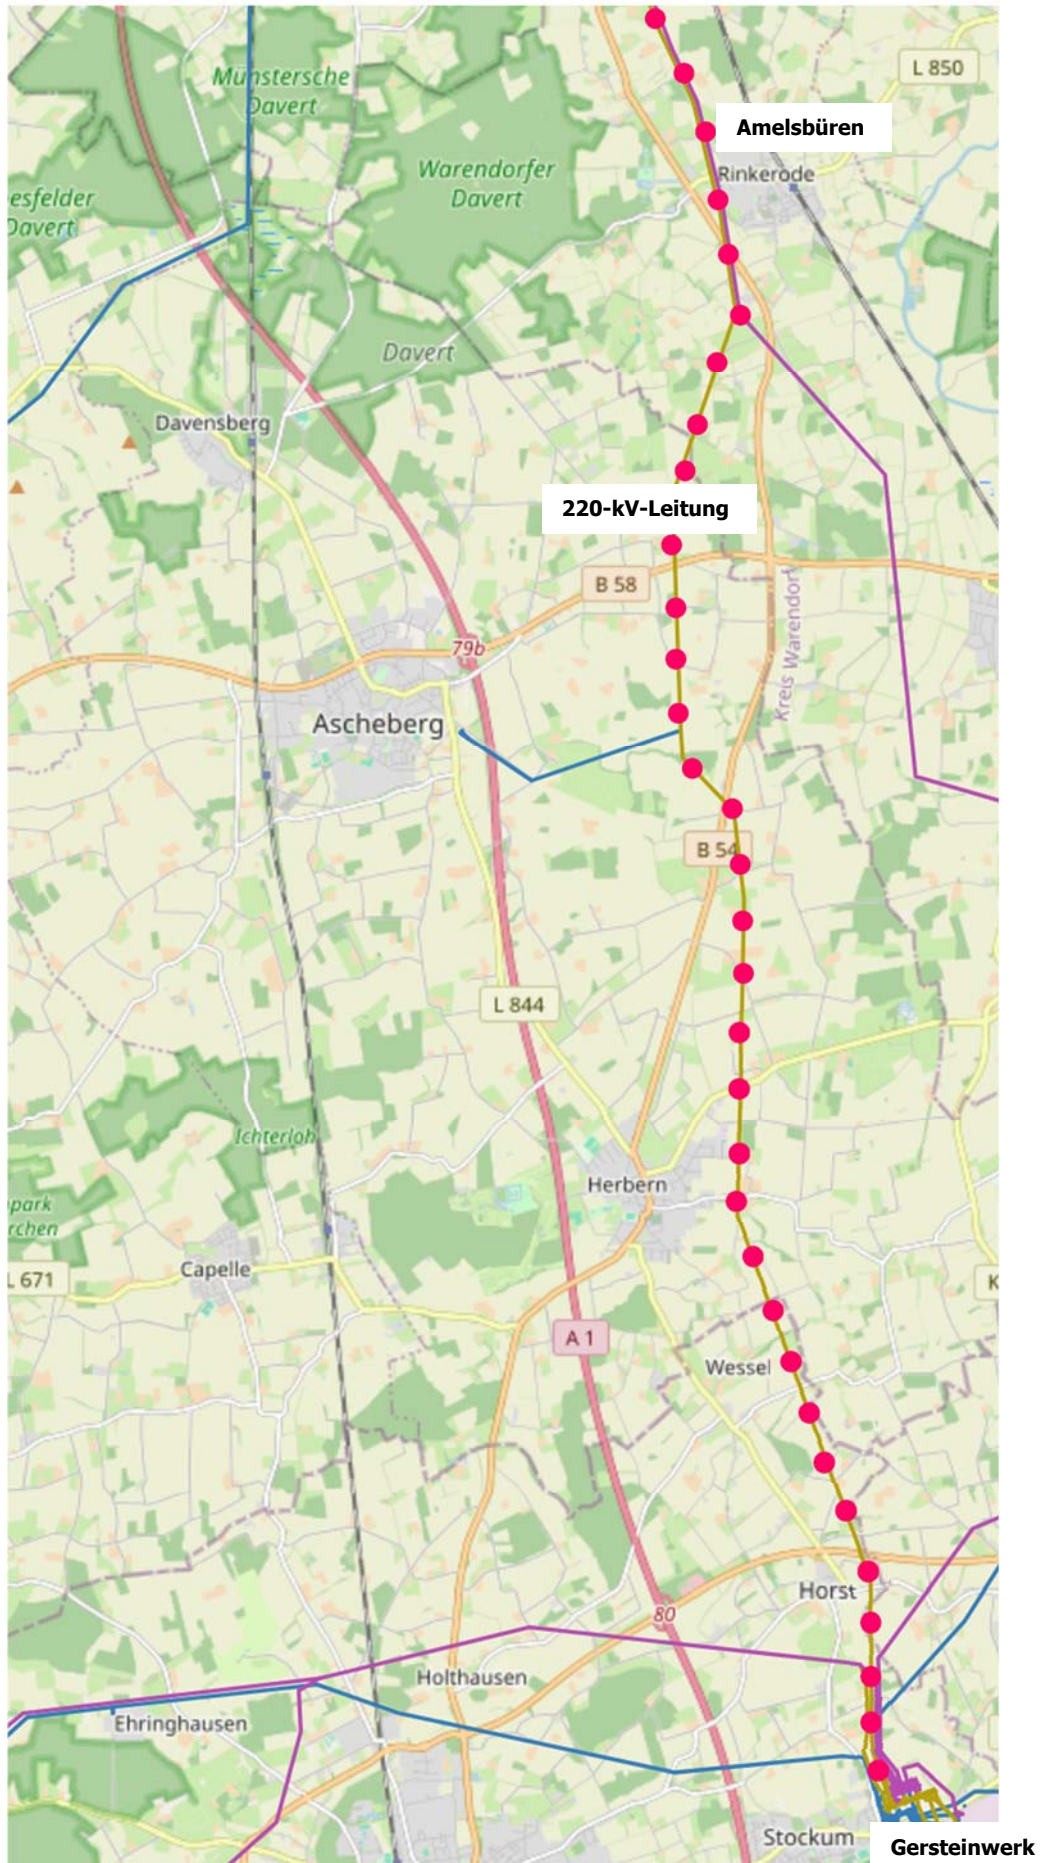 Münstersche
Davert
L 850
Amelsbüren
Warendorfer
Davert
Rinkerode
esfelder
Davert
Davert
Davensberg
220-kV-Leitung
B 58
Kreis Warendorf
79b
Ascheberg
B 54
L 844
Ichterloh
Herbern
park
rchen
Capelle
L 671
K
A 1
Wessel
Horst
80
Holthausen
Ehringhausen
Stockum
Gersteinwerk